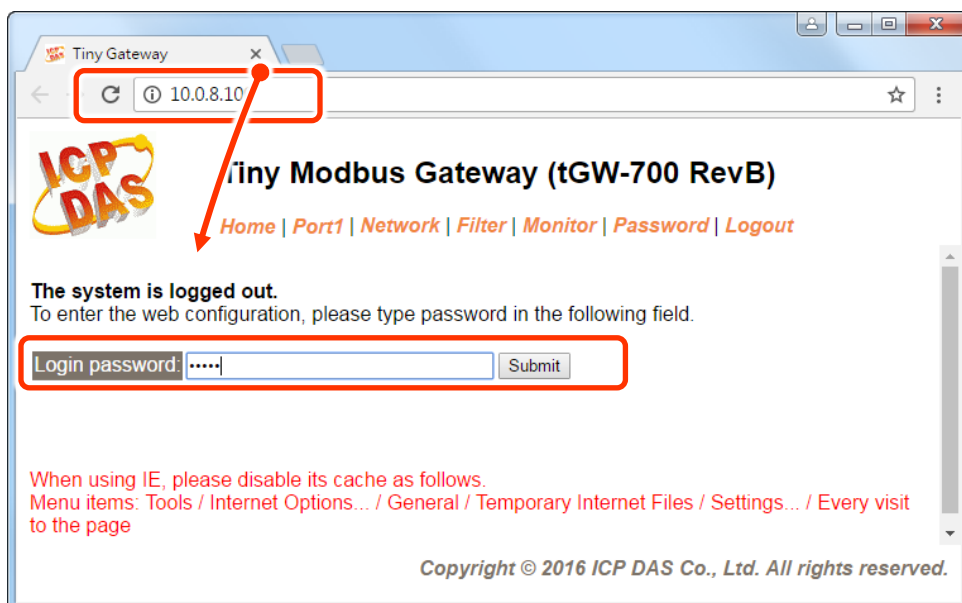 Tiny Gateway
10.0.8.10
ICP
DAS
Tiny Modbus Gateway (tGW-700 RevB)
Home | Port1 | Network | Filter | Monitor | Password | Logout
The system is logged out.
To enter the web configuration, please type password in the following field.
Login password: ••••• Submit
When using IE, please disable its cache as follows.
Menu items: Tools / Internet Options... / General / Temporary Internet Files / Settings... / Every visit
to the page
Copyright © 2016 ICP DAS Co., Ltd. All rights reserved.